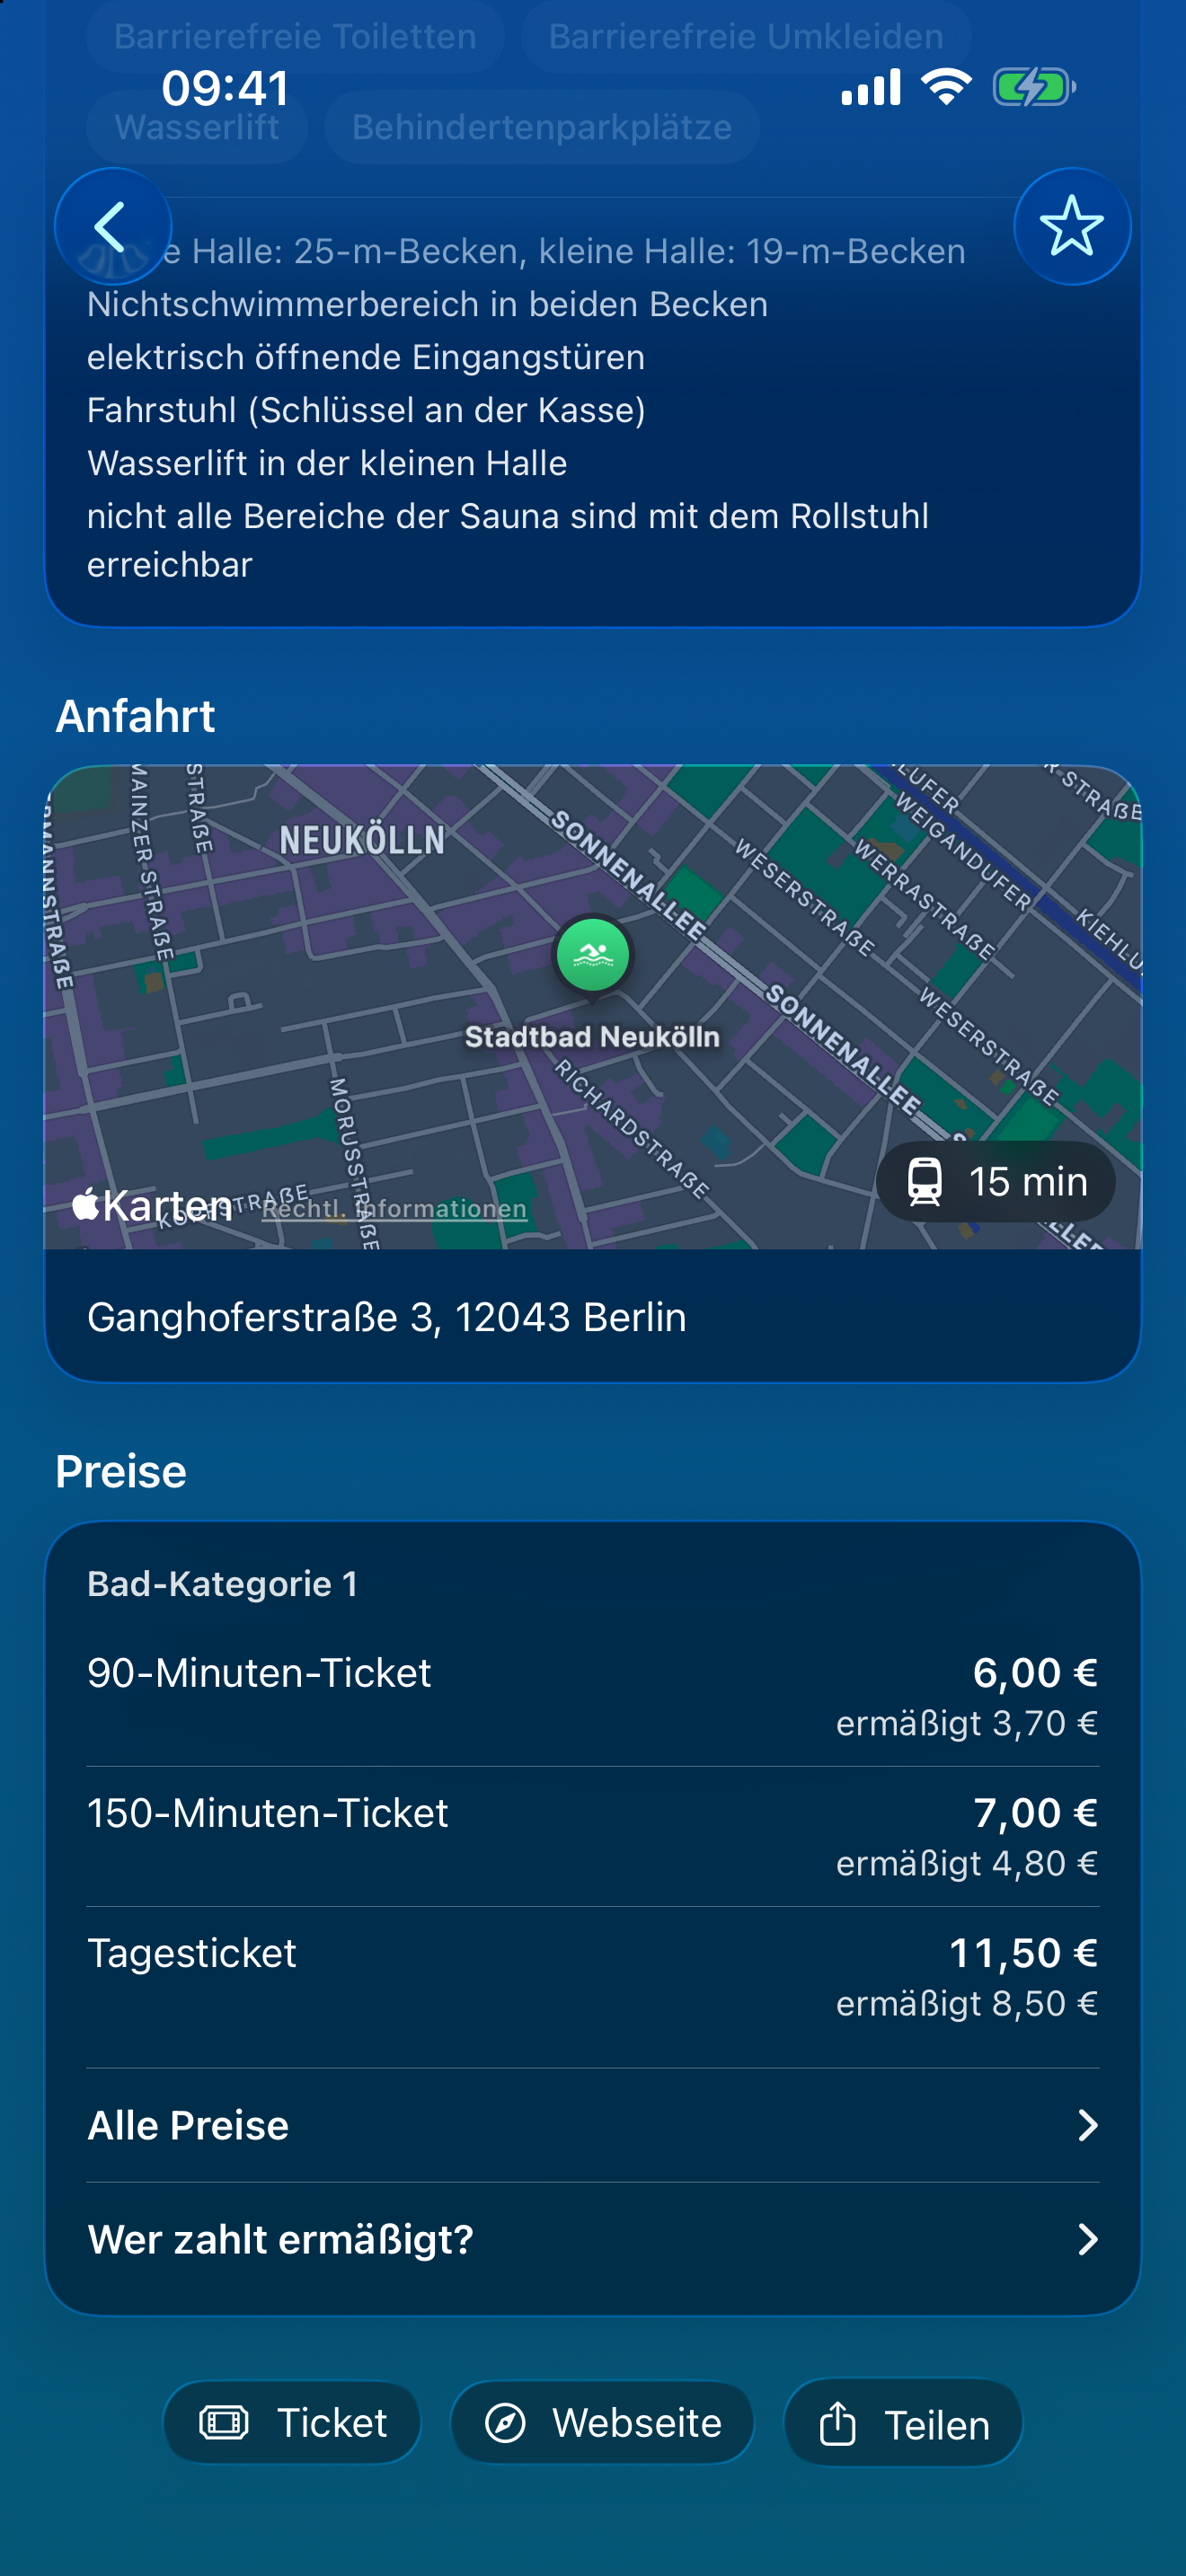 Barrierefreie Toiletten
Barrierefreie Umkleiden
09:41
Wasserlift
Behindertenparkplätze
e Halle: 25-m-Becken, kleine Halle: 19-m-Becken
Nichtschwimmerbereich in beiden Becken
elektrisch öffnende Eingangstüren
Fahrstuhl (Schlüssel an der Kasse)
Wasserlift in der kleinen Halle
nicht alle Bereiche der Sauna sind mit dem Rollstuhl
erreichbar
Anfahrt
MAINZER STRAßE
STRAßE
RMANNSTRAßE
NEUKÖLLN
SONNENALLEE
WESERSTRAßE
WERRASTRAßE
WEIGANDUFER
LUFER
R-STRAßE
KIEHLU
Stadtbad Neukölln
SONNENALLEE
WESERSTRAßE
RICHARDSTRAßE
MORUSSTRAßE
15 min
Karten
Rechtl. Informationen
Ganghoferstraße 3, 12043 Berlin
Preise
Bad-Kategorie 1
90-Minuten-Ticket
6,00 €
ermäßigt 3,70 €
150-Minuten-Ticket
7,00 €
ermäßigt 4,80 €
Tagesticket
11,50 €
ermäßigt 8,50 €
Alle Preise
Wer zahlt ermäßigt?
Ticket
Webseite
Teilen